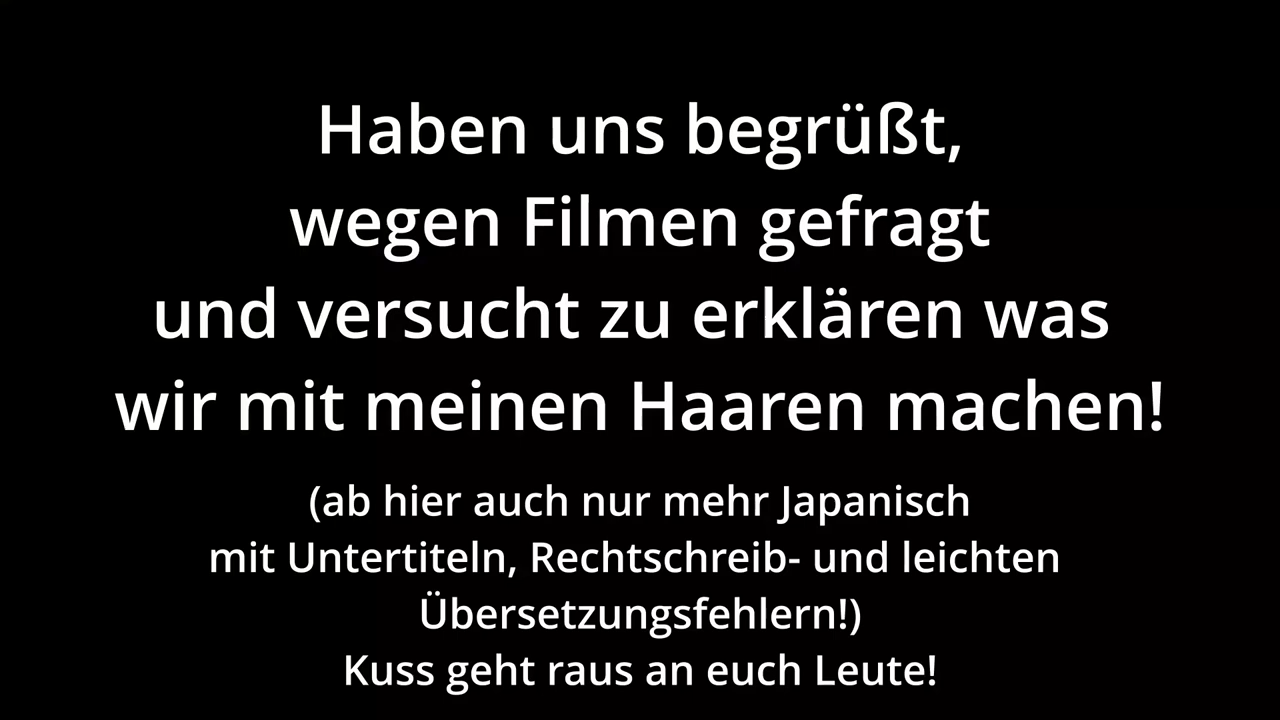 Haben uns begrüßt,
wegen Filmen gefragt
und versucht zu erklären was
wir mit meinen Haaren machen!
(ab hier auch nur mehr Japanisch
mit Untertiteln, Rechtschreib- und leichten
Übersetzungsfehlern!)
Kuss geht raus an euch Leute!